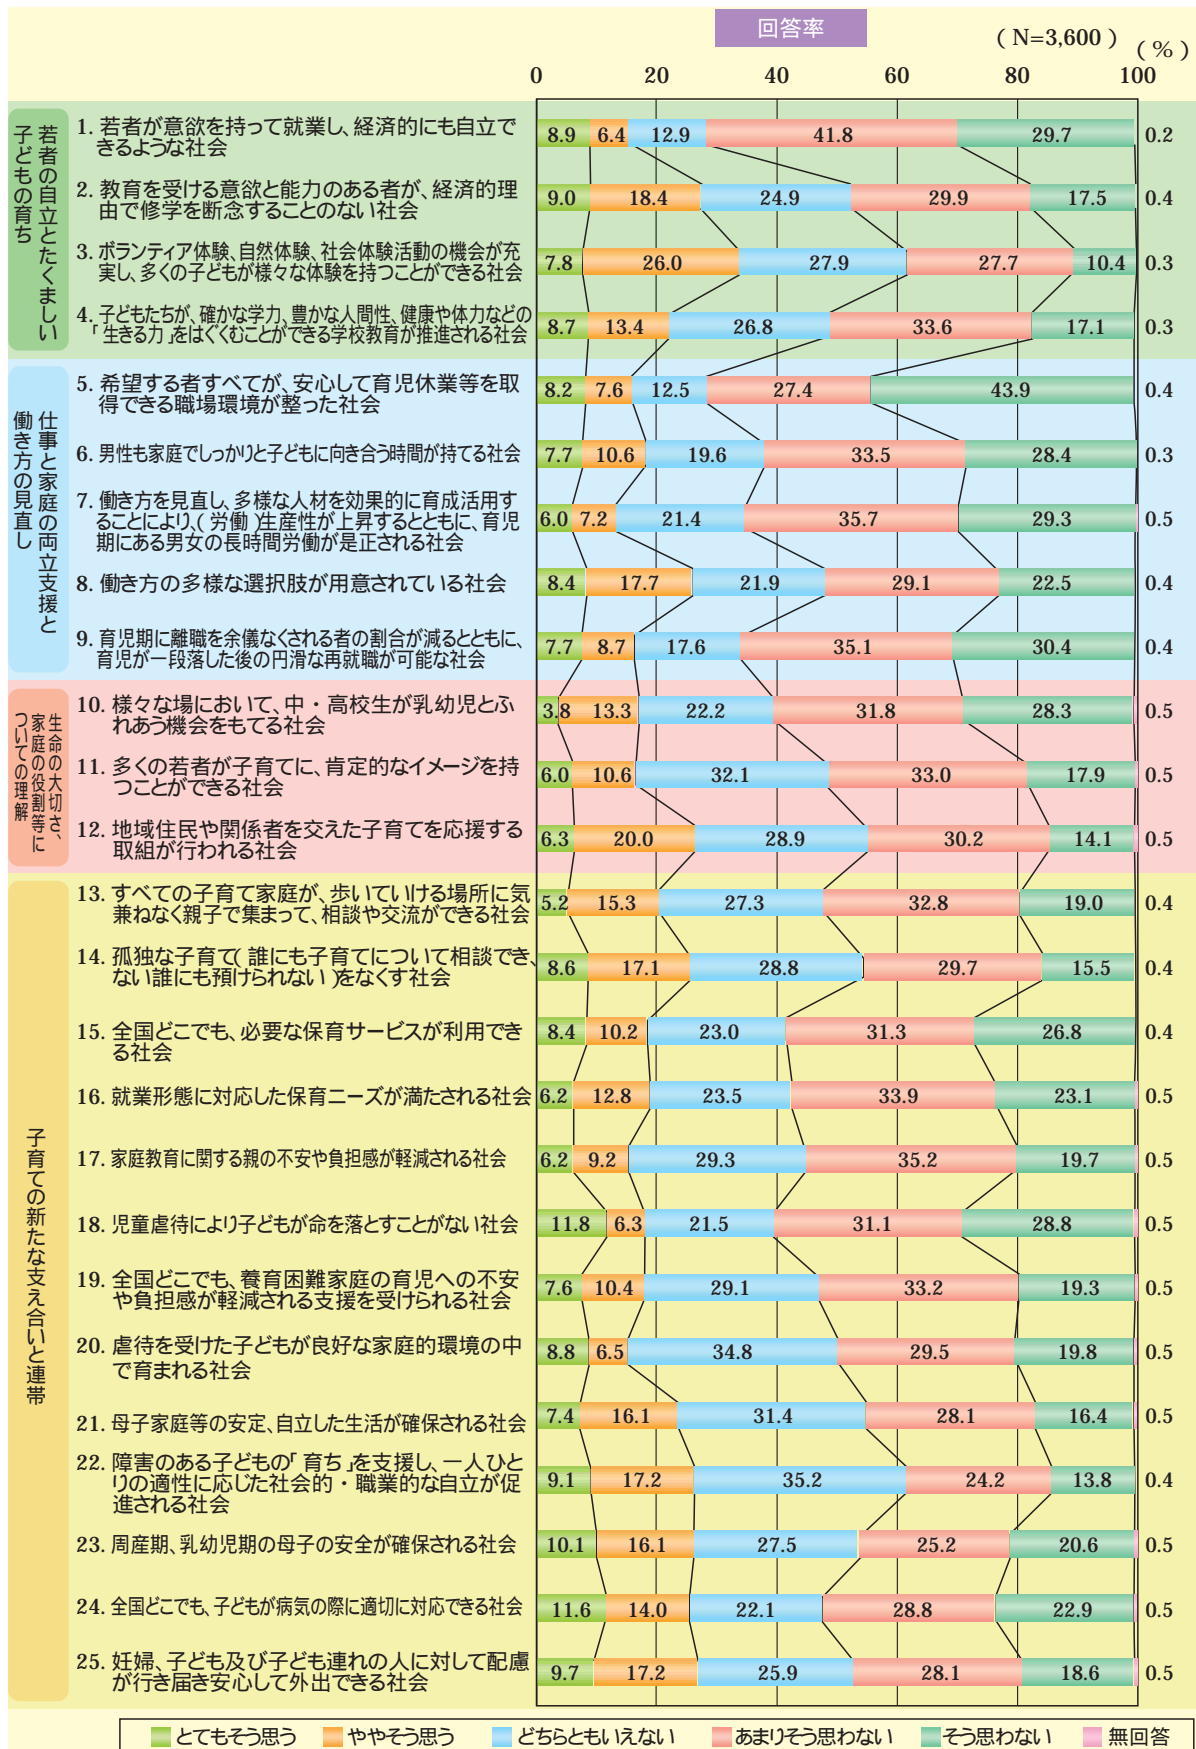 回答率
( N=3,600 )
( % )
0 20 40 60 80 100
若者の自立とたくましい
子どもの育ち
1. 若者が意欲を持って就業し、経済的にも自立で
きるような社会
8.9 6.4 12.9 41.8 29.7 0.2
2. 教育を受ける意欲と能力のある者が、経済的理
由で修学を断念することのない社会
9.0 18.4 24.9 29.9 17.5 0.4
3. ボランティア体験、自然体験、社会体験活動の機会が充
実し、多くの子どもが様々な体験を持つことができる社会
7.8 26.0 27.9 27.7 10.4 0.3
4. 子どもたちが、確かな学力、豊かな人間性、健康や体力などの
「生きる力」をはぐくむことができる学校教育が推進される社会
8.7 13.4 26.8 33.6 17.1 0.3
仕事と家庭の両立支援と
働き方の見直し
5. 希望する者すべてが、安心して育児休業等を取
得できる職場環境が整った社会
8.2 7.6 12.5 27.4 43.9 0.4
6. 男性も家庭でしっかりと子どもに向き合う時間が持てる社会
7.7 10.6 19.6 33.5 28.4 0.3
7. 働き方を見直し、多様な人材を効果的に育成活用す
ることにより、(労働)生産性が上昇するとともに、育児
期にある男女の長時間労働が是正される社会
6.0 7.2 21.4 35.7 29.3 0.5
8. 働き方の多様な選択肢が用意されている社会
8.4 17.7 21.9 29.1 22.5 0.4
9. 育児期に離職を余儀なくされる者の割合が減るとともに、
育児が一段落した後の円滑な再就職が可能な社会
7.7 8.7 17.6 35.1 30.4 0.4
生命の大切さ、
家庭の役割等に
ついての理解
10. 様々な場において、中・高校生が乳幼児とふ
れあう機会をもてる社会
3.8 13.3 22.2 31.8 28.3 0.5
11. 多くの若者が子育てに、肯定的なイメージを持
つことができる社会
6.0 10.6 32.1 33.0 17.9 0.5
12. 地域住民や関係者を交えた子育てを応援する
取組が行われる社会
6.3 20.0 28.9 30.2 14.1 0.5
子育ての新たな支え合いと連帯
13. すべての子育て家庭が、歩いていける場所に気
兼ねなく親子で集まって、相談や交流ができる社会
5.2 15.3 27.3 32.8 19.0 0.4
14. 孤独な子育て(誰にも子育てについて相談でき、
ない誰にも預けられない)をなくす社会
8.6 17.1 28.8 29.7 15.5 0.4
15. 全国どこでも、必要な保育サービスが利用でき
る社会
8.4 10.2 23.0 31.3 26.8 0.4
16. 就業形態に対応した保育ニーズが満たされる社会
6.2 12.8 23.5 33.9 23.1 0.5
17. 家庭教育に関する親の不安や負担感が軽減される社会
6.2 9.2 29.3 35.2 19.7 0.5
18. 児童虐待により子どもが命を落とすことがない社会
11.8 6.3 21.5 31.1 28.8 0.5
19. 全国どこでも、養育困難家庭の育児への不安
や負担感が軽減される支援を受けられる社会
7.6 10.4 29.1 33.2 19.3 0.5
20. 虐待を受けた子どもが良好な家庭的環境の中
で育まれる社会
8.8 6.5 34.8 29.5 19.8 0.5
21. 母子家庭等の安定、自立した生活が確保される社会
7.4 16.1 31.4 28.1 16.4 0.5
22. 障害のある子どもの「育ち」を支援し、一人ひと
りの適性に応じた社会的・職業的な自立が促
進される社会
9.1 17.2 35.2 24.2 13.8 0.4
23. 周産期、乳幼児期の母子の安全が確保される社会
10.1 16.1 27.5 25.2 20.6 0.5
24. 全国どこでも、子どもが病気の際に適切に対応できる社会
11.6 14.0 22.1 28.8 22.9 0.5
25. 妊婦、子ども及び子ども連れの人に対して配慮
が行き届き安心して外出できる社会
9.7 17.2 25.9 28.1 18.6 0.5
とてもそう思う ややそう思う どちらともいえない あまりそう思わない そう思わない 無回答